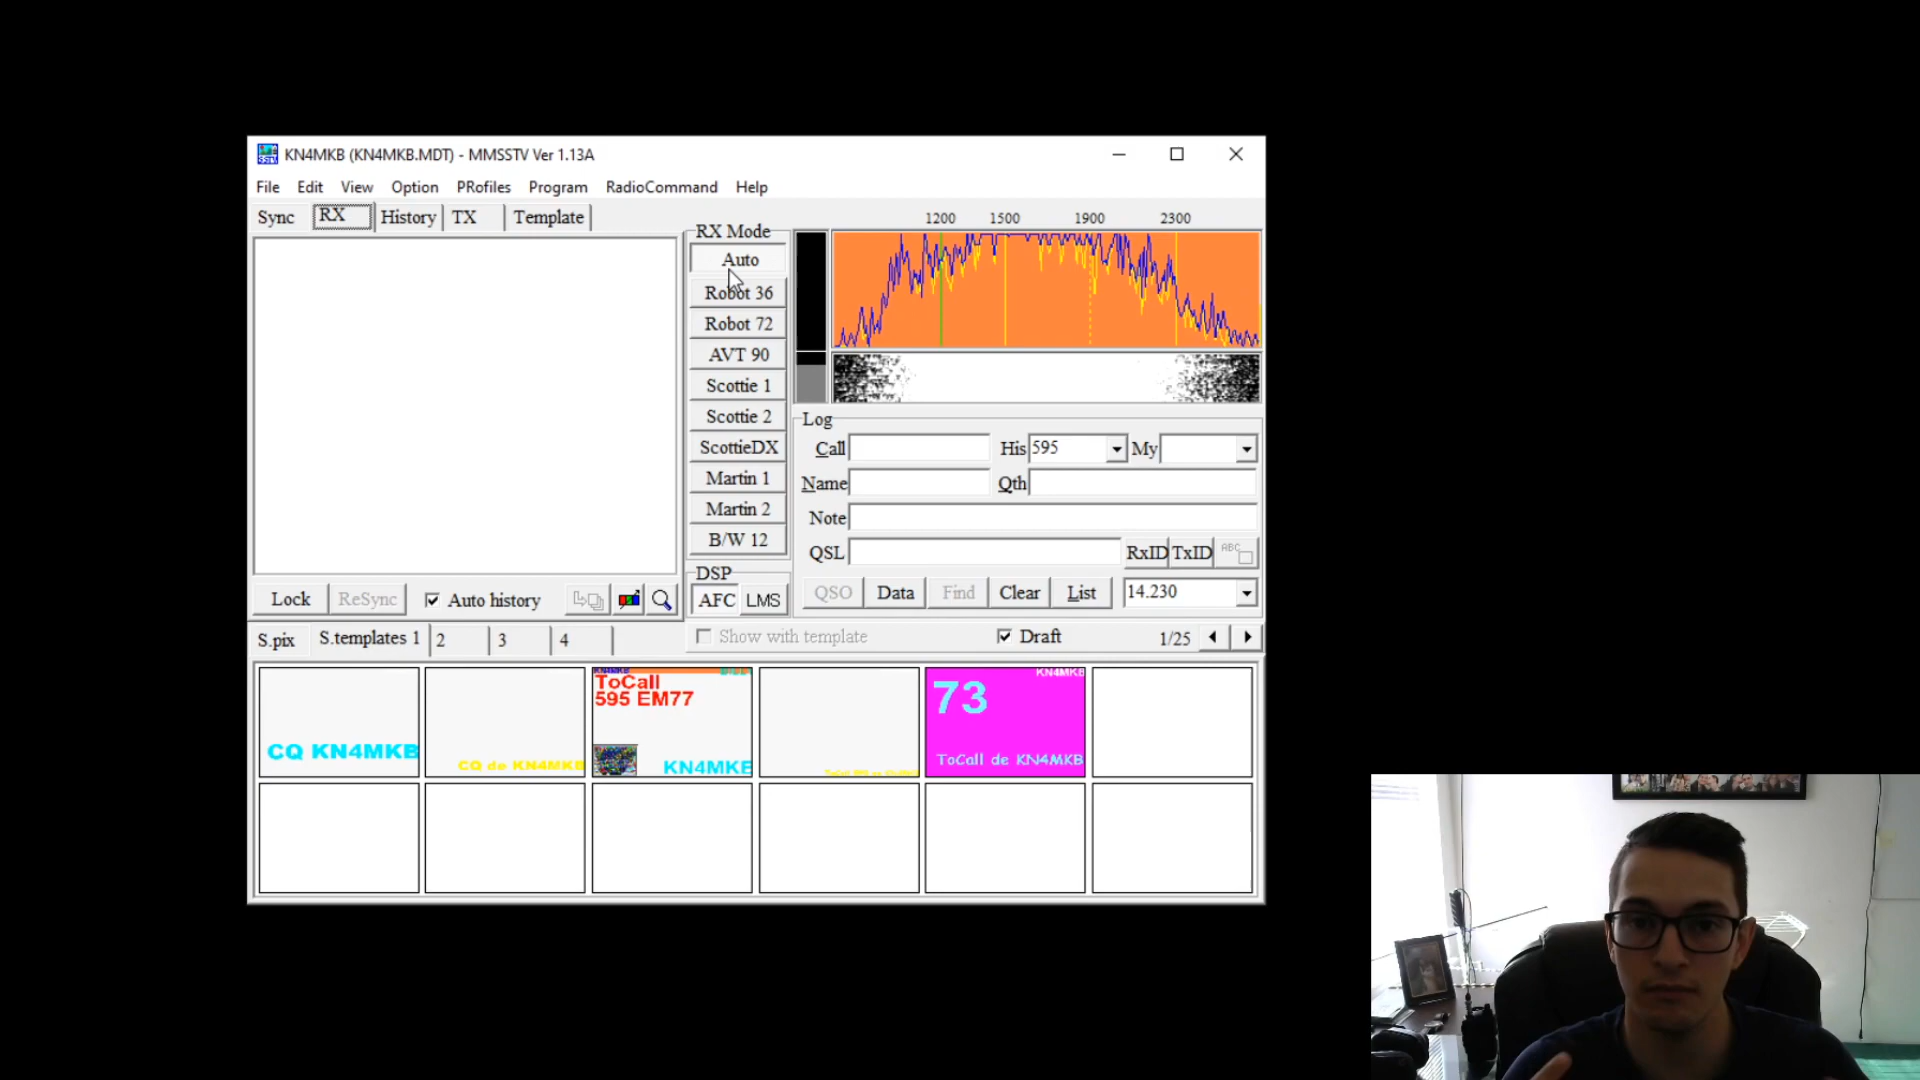 KN4MKB (KN4MKB.MDT) - MMSSTV Ver 1.13A
File Edit View Option PRofiles Program RadioCommand Help
Sync RX History TX Template
1200 1500 1900 2300
RX Mode
Auto
Robot 36
Robot 72
AVT 90
Scottie 1
Scottie 2
ScottieDX
Martin 1
Martin 2
B/W 12
DSP
AFC LMS
Log
Call His 595 My
Name Qth
Note
QSL RxID TxID ABC
QSO Data Find Clear List 14.230
Lock ReSync Auto history
S.pix S.templates 1 2 3 4
Show with template Draft 1/25
CQ KN4MKB
CQ de KN4MKB
KN4MKB
ToCall
595 EM77
KN4MKB
KN4MKB
73
ToCall de KN4MKB